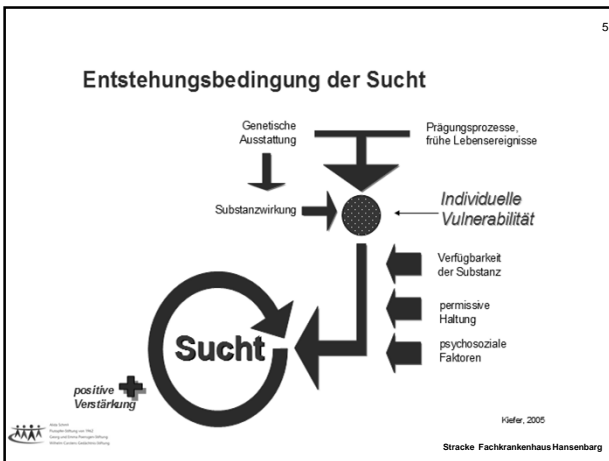 5
Entstehungsbedingung der Sucht
Genetische
Ausstattung
Prägungsprozesse,
frühe Lebensereignisse
Substanzwirkung
Individuelle
Vulnerabilität
Verfügbarkeit
der Substanz
permissive
Haltung
psychosoziale
Faktoren
Sucht
positive
Verstärkung
Kiefer, 2005
Stracke Fachkrankenhaus Hansenbarg